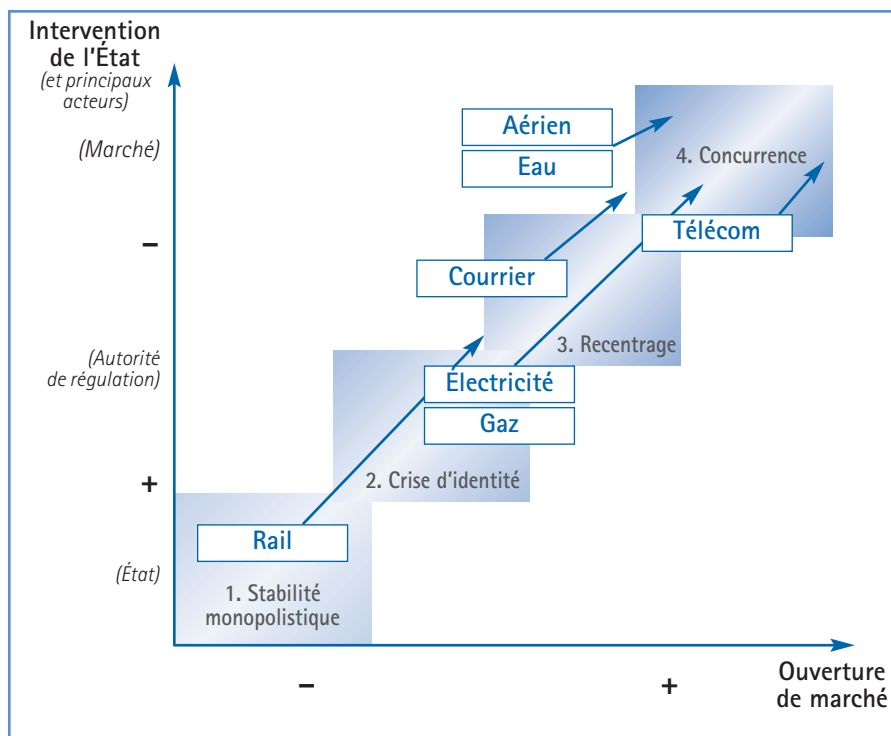 Intervention
de l'État
(et principaux
acteurs)
(Marché)
–
(Autorité
de régulation)
+
(État)
Aérien
Eau
4. Concurrence
Télécom
Courrier
3. Recentrage
Électricité
Gaz
2. Crise d'identité
Rail
1. Stabilité
monopolistique
–
+
Ouverture
de marché